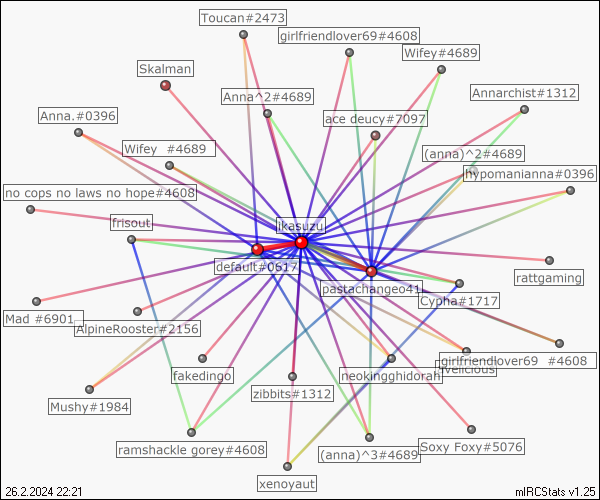 Toucan#2473
girlfriendlover69#4608
Wifey#4689
Skalman
Annarchist#1312
Anna^2#4689
Anna.#0396
ace deucy#7097
Wifey #4689
(anna)^2#4689
hypomanianna#0396
no cops no laws no hope#4608
frisout
ikasuzu
default#0617
rattgaming
pastachangeo41
Cypha#1717
Mad #6901
AlpineRooster#2156
girlfriendlover69 #4608
fakedingo
neokingghidorah
zibbits#1312
Mushy#1984
ramshackle gorey#4608
(anna)^3#4689
Soxy Foxy#5076
xenoyaut
26.2.2024 22:21
mIRCStats v1.25